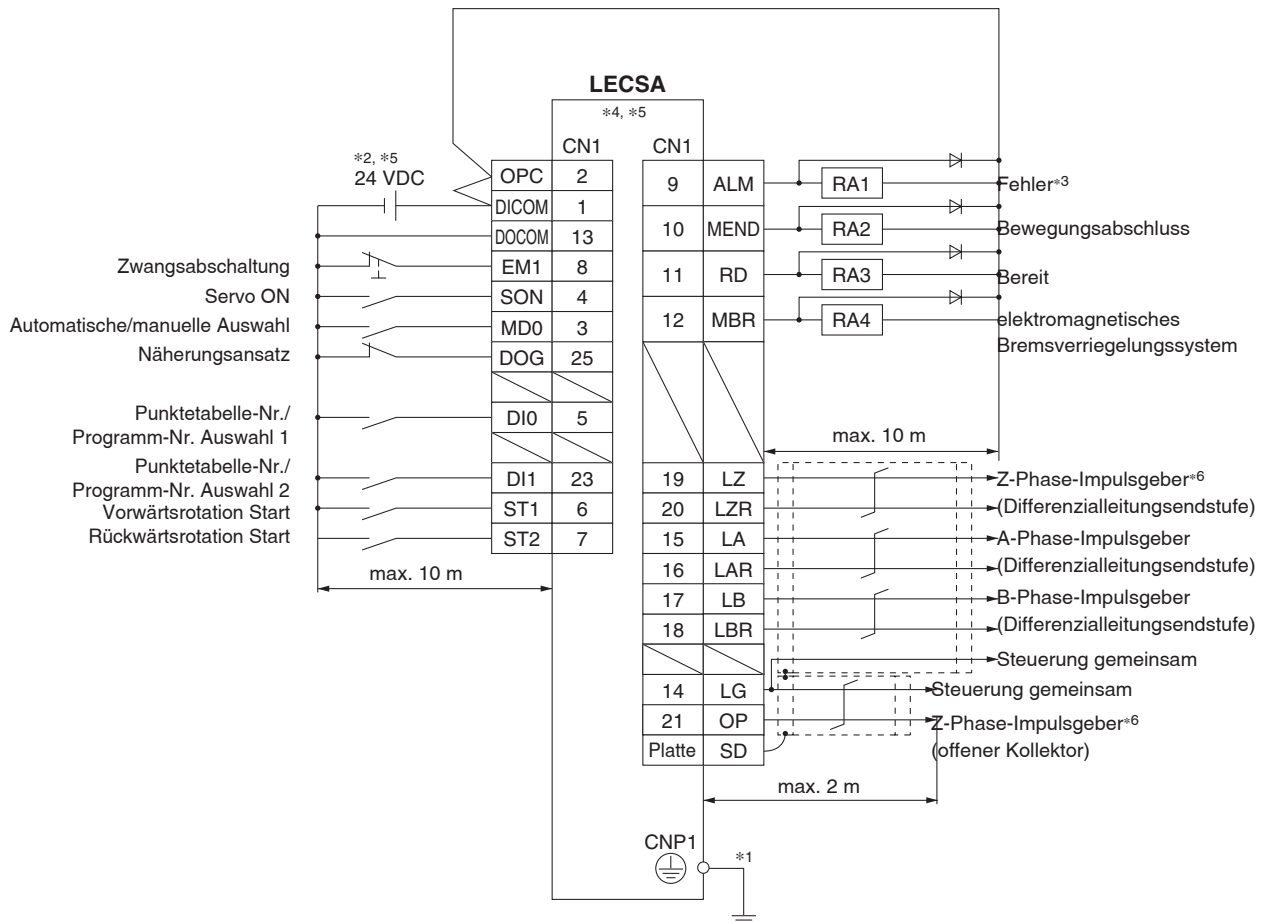 LECSA
*4, *5
CN1
CN1
*2, *5
24 VDC
OPC 2
DICOM 1
DOCOM 13
Zwangsabschaltung EM1 8
Servo ON SON 4
Automatische/manuelle Auswahl MD0 3
Näherungsansatz DOG 25
Punktetabelle-Nr./
Programm-Nr. Auswahl 1
DI0 5
Punktetabelle-Nr./
Programm-Nr. Auswahl 2
DI1 23
Vorwärtsrotation Start ST1 6
Rückwärtsrotation Start ST2 7
max. 10 m
9 ALM RA1 Fehler*3
10 MEND RA2 Bewegungsabschluss
11 RD RA3 Bereit
12 MBR RA4 elektromagnetisches
Bremsverriegelungssystem
max. 10 m
19 LZ Z-Phase-Impulsgeber*6
20 LZR (Differenzialleitungsendstufe)
15 LA A-Phase-Impulsgeber
16 LAR (Differenzialleitungsendstufe)
17 LB B-Phase-Impulsgeber
18 LBR (Differenzialleitungsendstufe)
Steuerung gemeinsam
14 LG Steuerung gemeinsam
21 OP Z-Phase-Impulsgeber*6
Platte SD (offener Kollektor)
max. 2 m
CNP1
*1